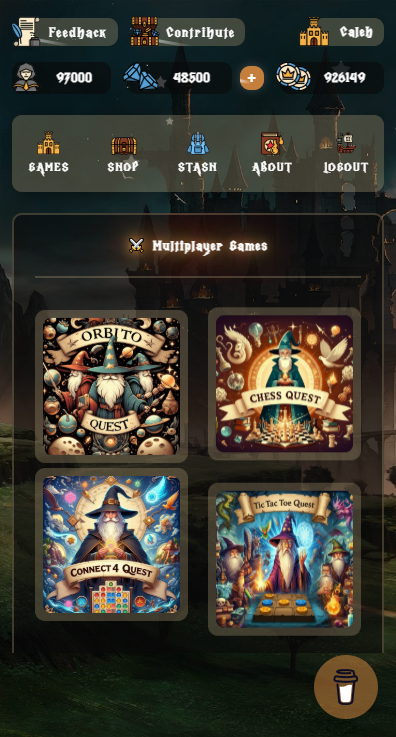 Feedback
Contribute
Caleb
97000
48500
+
926149
GAMES
SHOP
STASH
ABOUT
LOGOUT
Multiplayer Games
ORBITO
QUEST
CHESS QUEST
CONNECT 4 QUEST
Tic Tac Toe Quest